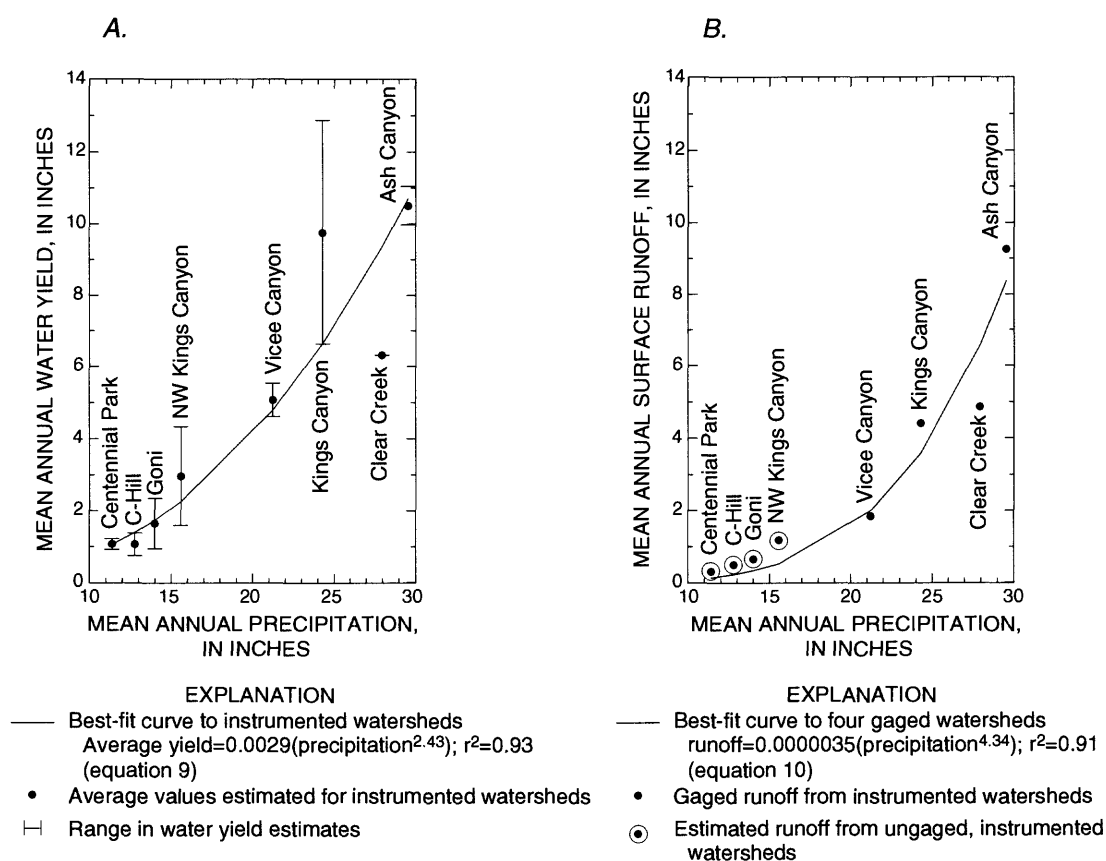 A.
MEAN ANNUAL WATER YIELD, IN INCHES
14
12
10
8
6
4
2
0
10
15
20
25
30
Centennial Park
C-Hill
Goni
NW Kings Canyon
Vicee Canyon
Kings Canyon
Clear Creek
Ash Canyon
MEAN ANNUAL PRECIPITATION,
IN INCHES
EXPLANATION
Best-fit curve to instrumented watersheds
Average yield=0.0029(precipitation2.43); r2=0.93
(equation 9)
Average values estimated for instrumented watersheds
Range in water yield estimates
B.
MEAN ANNUAL SURFACE RUNOFF, IN INCHES
14
12
10
8
6
4
2
0
10
15
20
25
30
Centennial Park
C-Hill
Goni
NW Kings Canyon
Vicee Canyon
Kings Canyon
Clear Creek
Ash Canyon
MEAN ANNUAL PRECIPITATION,
IN INCHES
EXPLANATION
Best-fit curve to four gaged watersheds
runoff=0.0000035(precipitation4.34); r2=0.91
(equation 10)
Gaged runoff from instrumented watersheds
Estimated runoff from ungaged, instrumented
watersheds